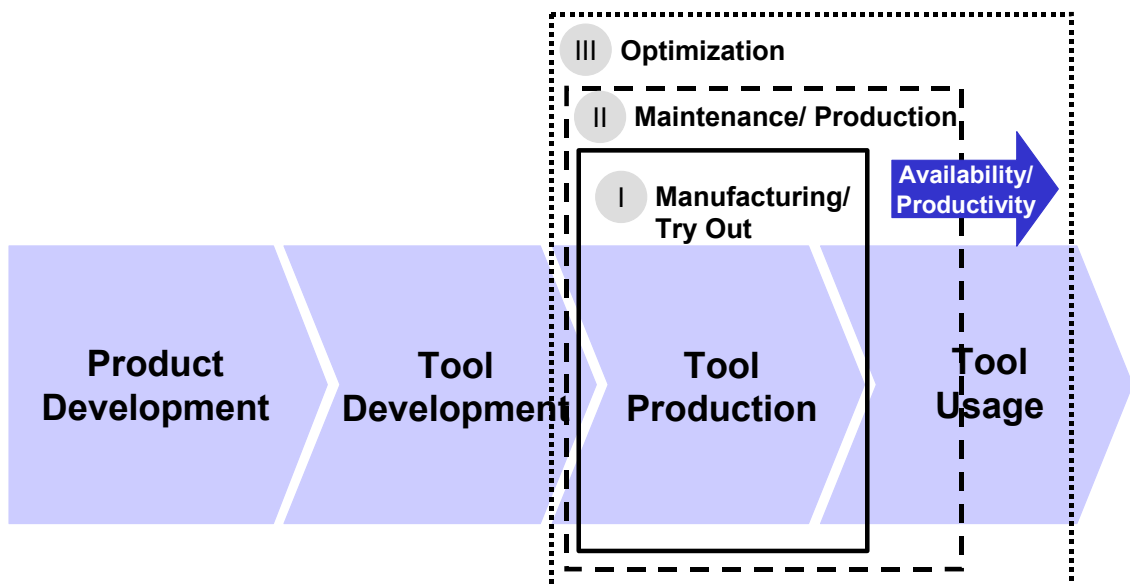 III Optimization
II Maintenance/ Production
I Manufacturing/
Try Out
Availability/
Productivity
Product
Development
Tool
Development
Tool
Production
Tool
Usage